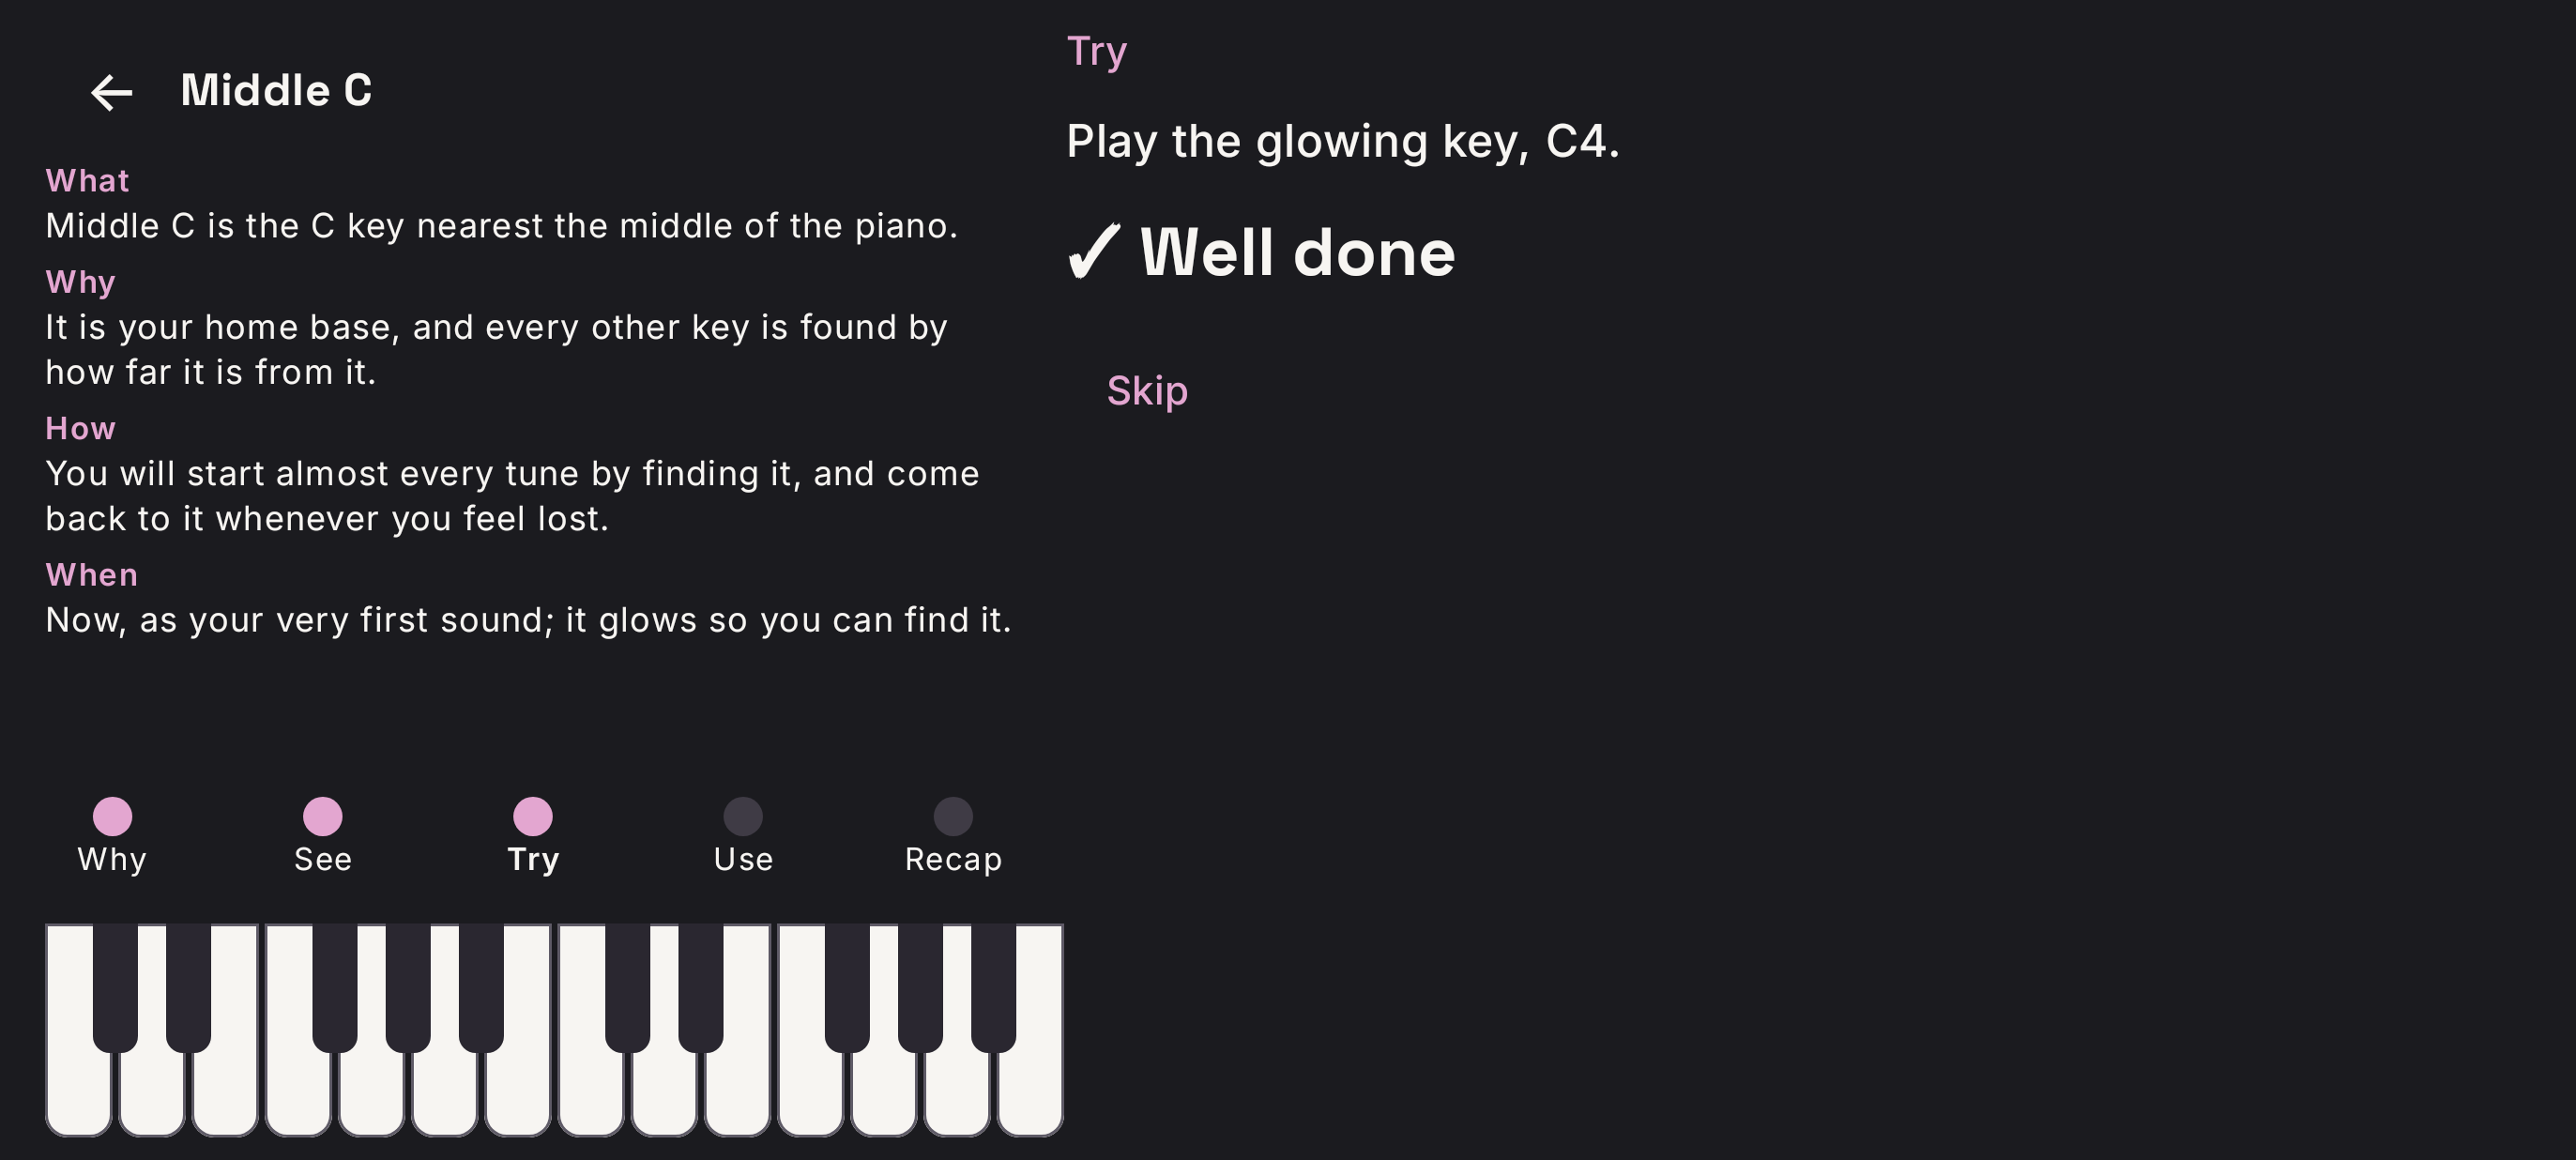 Middle C
What
Middle C is the C key nearest the middle of the piano.
Why
It is your home base, and every other key is found by
how far it is from it.
How
You will start almost every tune by finding it, and come
back to it whenever you feel lost.
When
Now, as your very first sound; it glows so you can find it.
Why
See
Try
Use
Recap
Try
Play the glowing key, C4.
✓ Well done
Skip